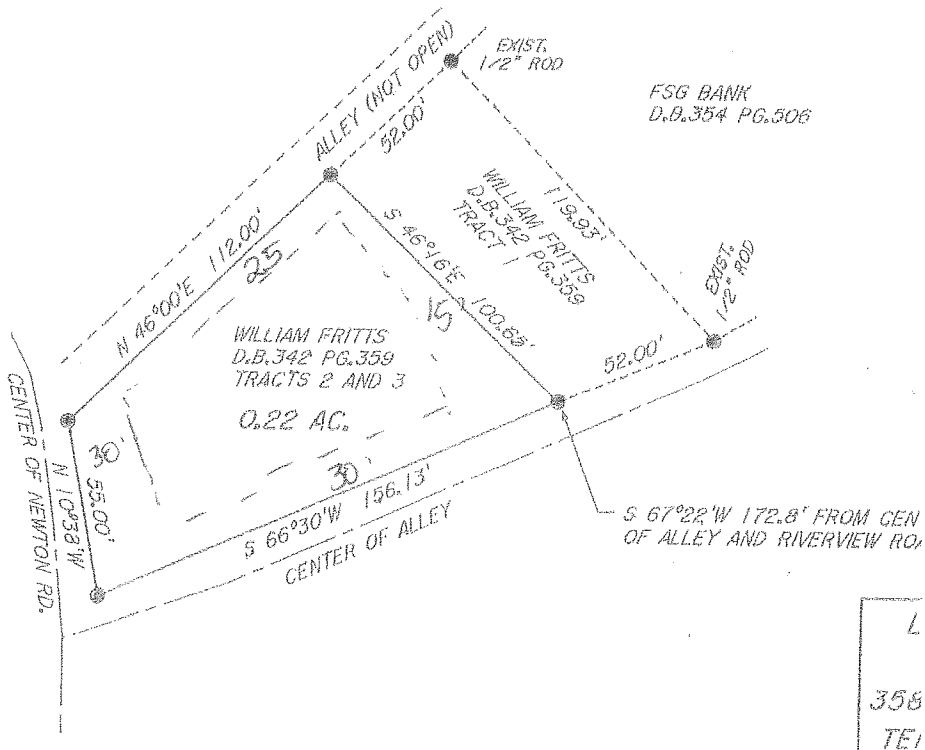 EXIST.
1/2" ROD
FSG BANK
D.B.354 PG.506
ALLEY (NOT OPEN)
52.00'
WILLIAM FRITTS
D.B.342 PG.359
TRACT 1
119.93'
EXIST.
1/2" ROD
N 46°00'E 112.00'
25
S 46°16'E 100.65'
15
WILLIAM FRITTS
D.B.342 PG.359
TRACTS 2 AND 3
0.22 AC.
52.00'
CENTER OF NEWTON RD.
N 10°38'W 55.00'
30'
30'
S 66°30'W 156.13'
CENTER OF ALLEY
S 67°22'W 172.8' FROM CEN
OF ALLEY AND RIVERVIEW
L
358